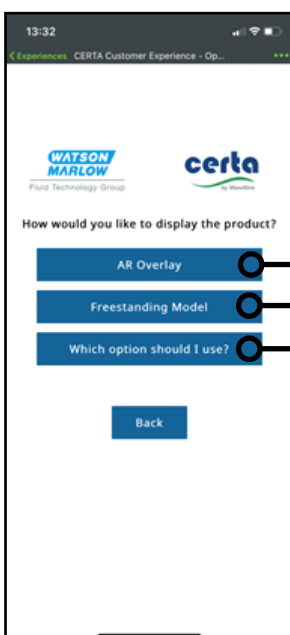 13:32
Experiences CERTA Customer Experience - Op...
WATSON
MARLOW
Fluid Technology Group
certa
by MasoSine
How would you like to display the product?
AR Overlay
Freestanding Model
Which option should I use?
Back